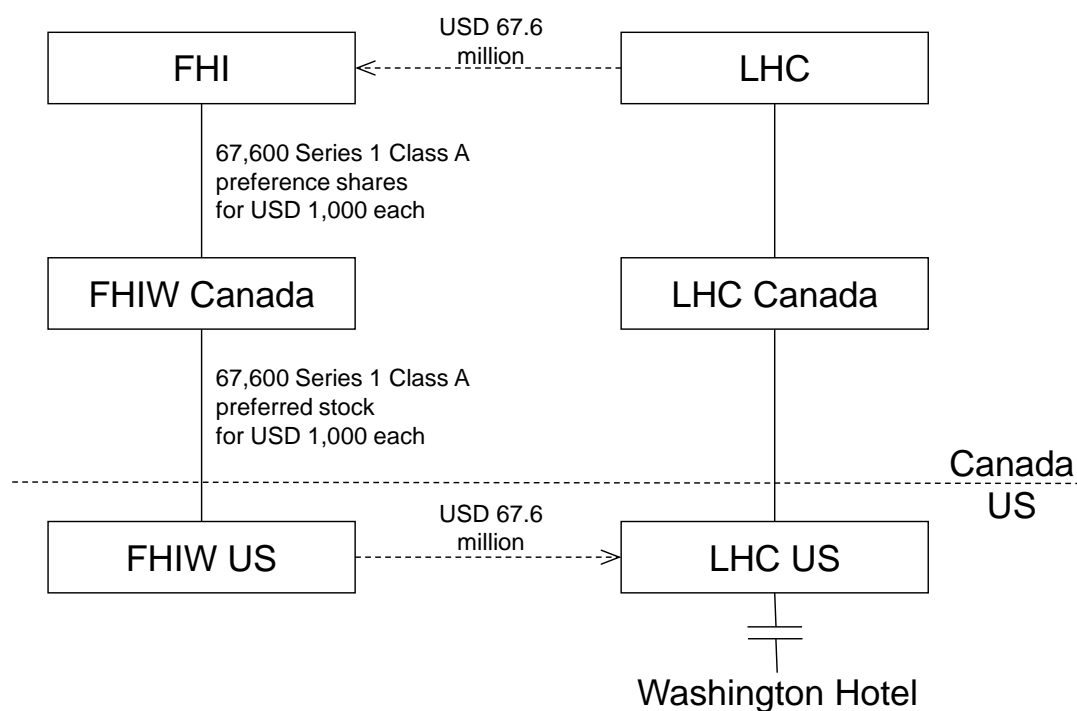 USD 67.6
million
FHI
LHC
67,600 Series 1 Class A
preference shares
for USD 1,000 each
FHIW Canada
LHC Canada
67,600 Series 1 Class A
preferred stock
for USD 1,000 each
Canada
US
USD 67.6
million
FHIW US
LHC US
Washington Hotel